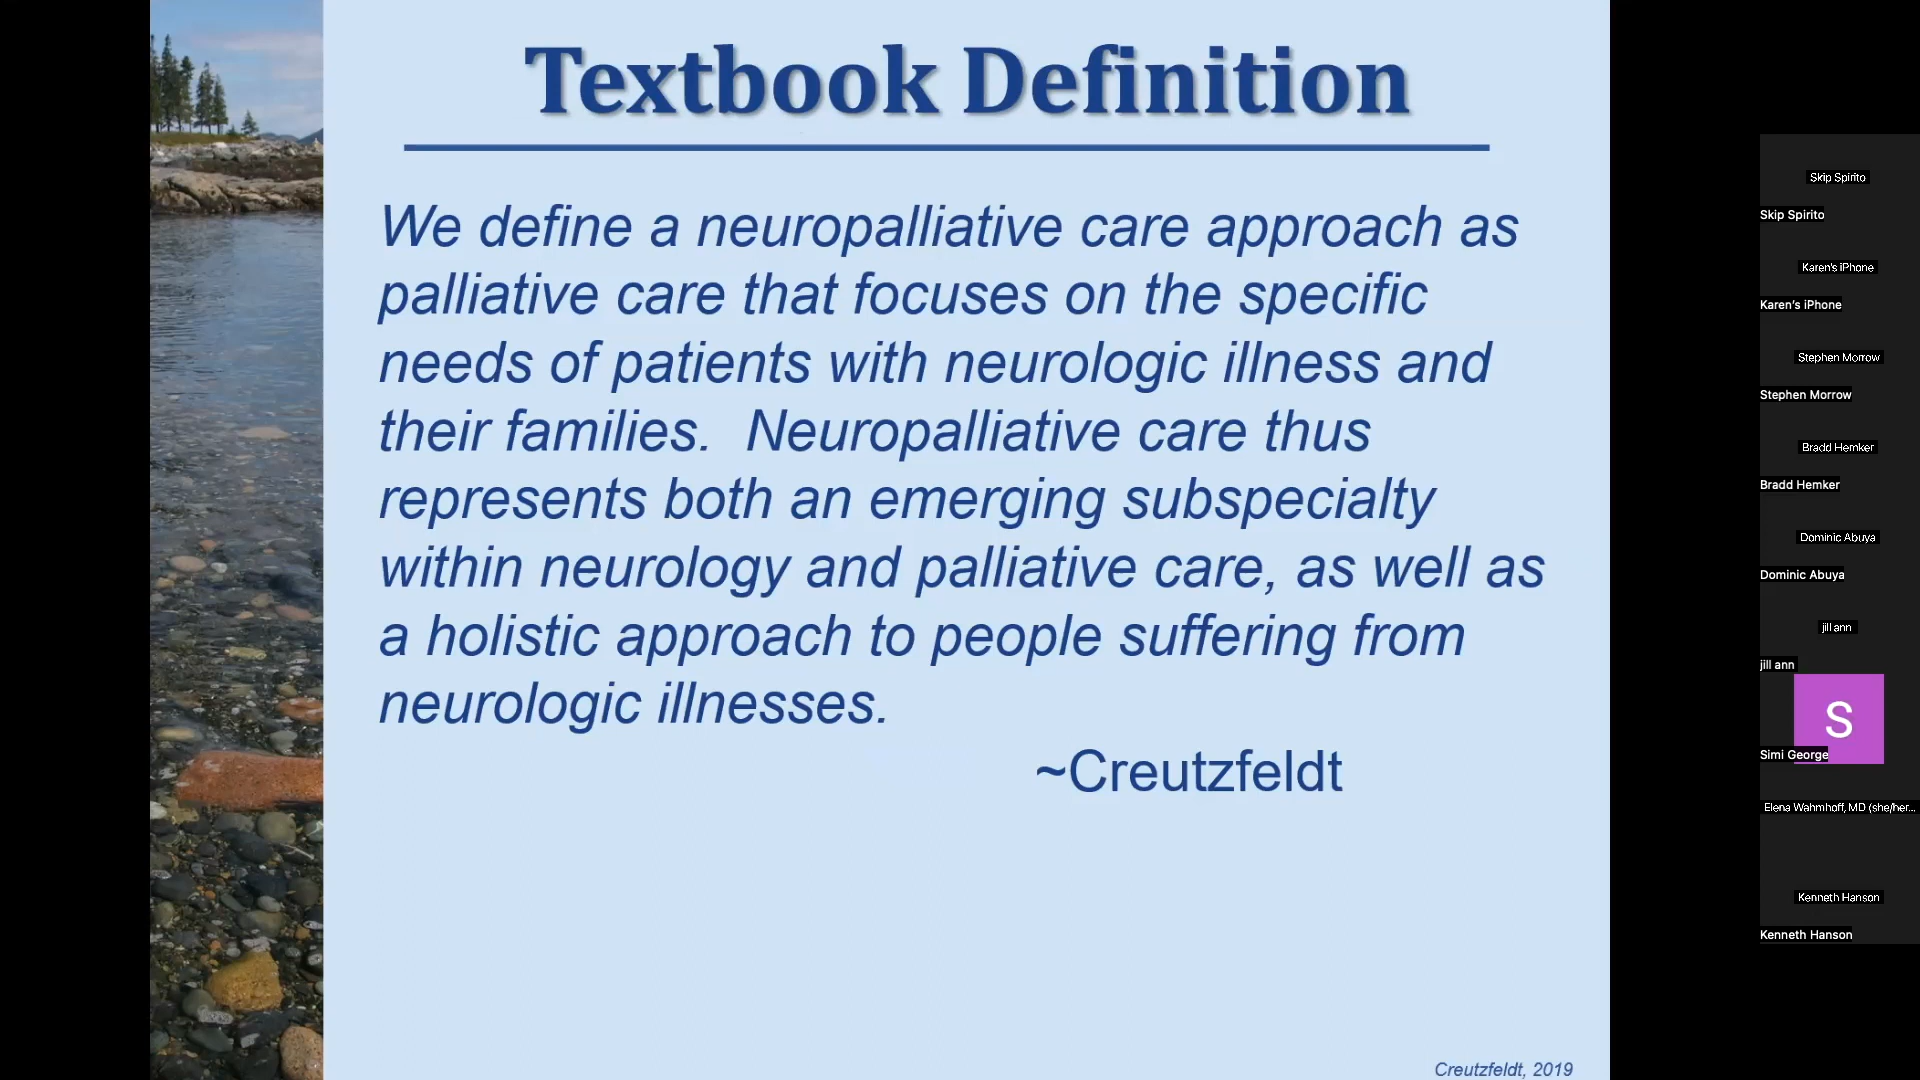 Textbook Definition
We define a neuropalliative care approach as
palliative care that focuses on the specific
needs of patients with neurologic illness and
their families. Neuropalliative care thus
represents both an emerging subspecialty
within neurology and palliative care, as well as
a holistic approach to people suffering from
neurologic illnesses.
~Creutzfeldt
Creutzfeldt, 2019
Skip Spirito
Skip Spirito
Karen's iPhone
Karen's iPhone
Stephen Morrow
Stephen Morrow
Bradd Hemker
Bradd Hemker
Dominic Abuya
Dominic Abuya
jill ann
jill ann
S
Simi George
Elena Wahmhoff, MD (she/her...
Kenneth Hanson
Kenneth Hanson